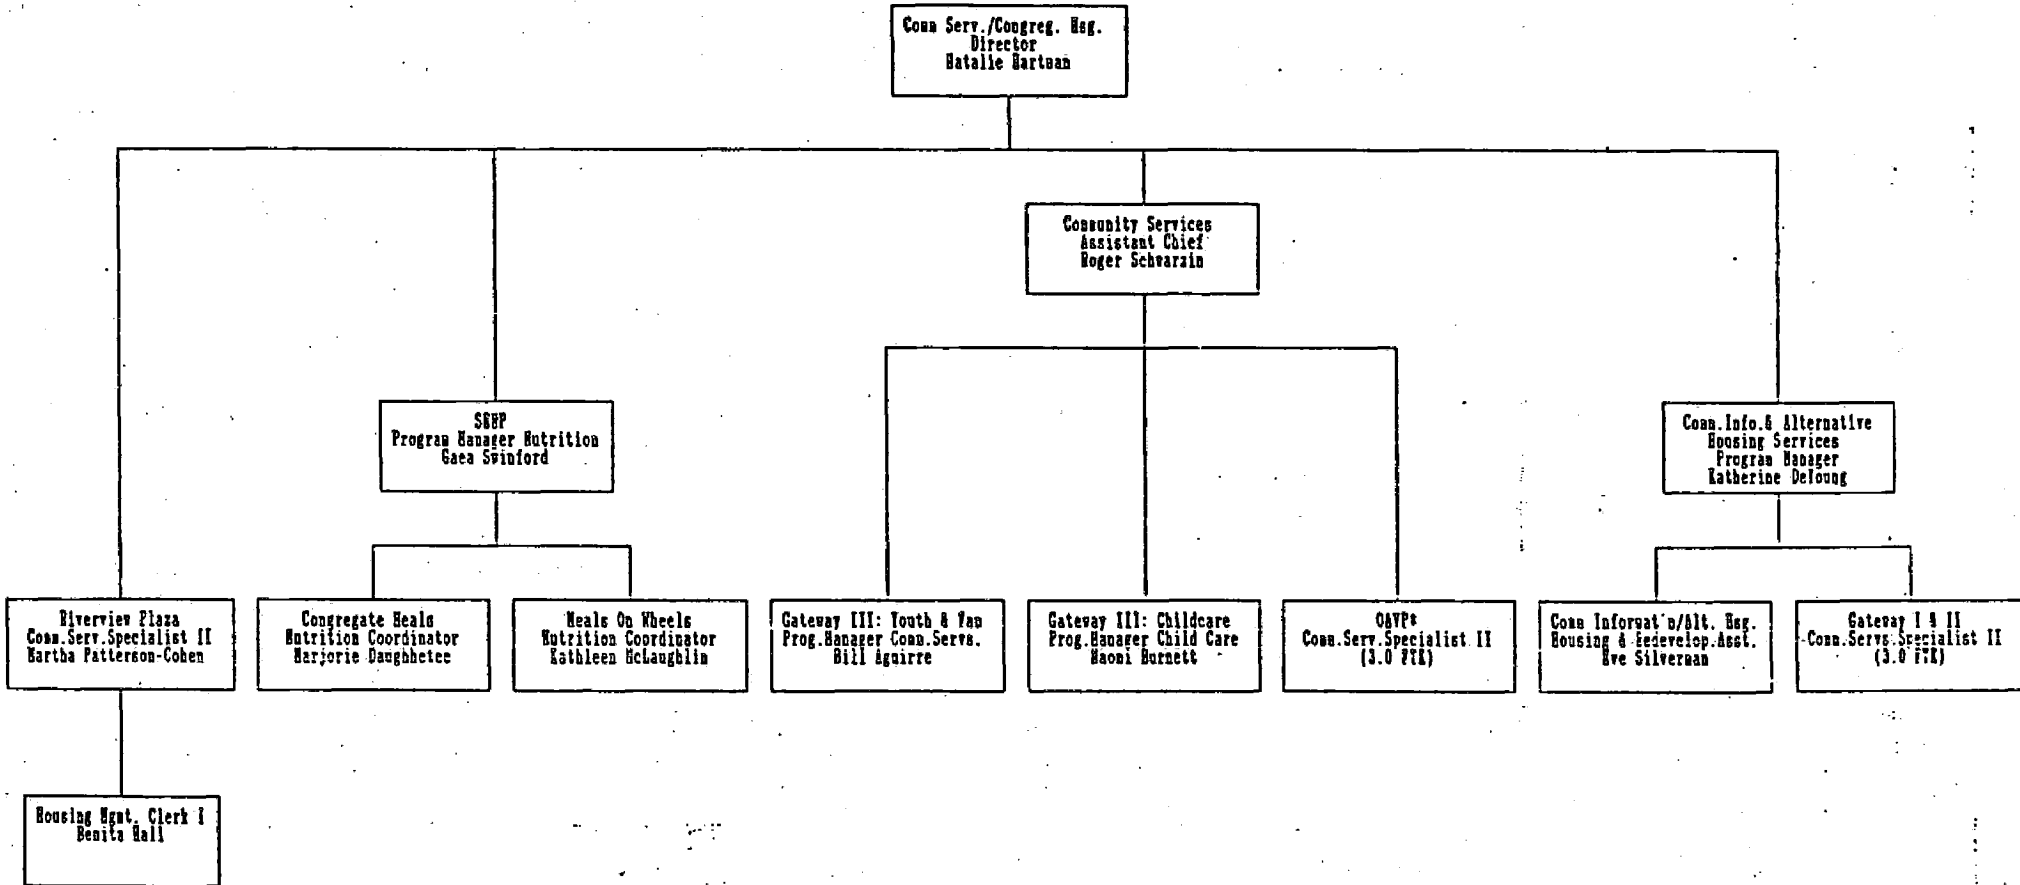 Comm Serv./Congreg. Hsg.
Director
Natalie Hartman
Community Services
Assistant Chief
Roger Schwarzin
Program Manager Nutrition
Gaea Swinford
Comm.Info.& Alternative
Housing Services
Program Manager
Katherine DeYoung
Riverview Plaza
Comm.Serv.Specialist II
Martha Patterson-Cohen
Congregate Meals
Nutrition Coordinator
Marjorie Daughhetee
Meals On Wheels
Nutrition Coordinator
Kathleen McLaughlin
Gateway III: Youth & Van
Prog.Manager Comm.Servs.
Bill Aguirre
Gateway III: Childcare
Prog.Manager Child Care
Naomi Burnett
Comm.Serv.Specialist II
(3.0 FTE)
Comm Informat'n/Alt. Hsg.
Housing & Redevelop.Asst.
Eve Silverman
Gateway I & II
Comm.Servs.Specialist II
(3.0 FTE)
Housing Mgmt. Clerk I
Benita Hall